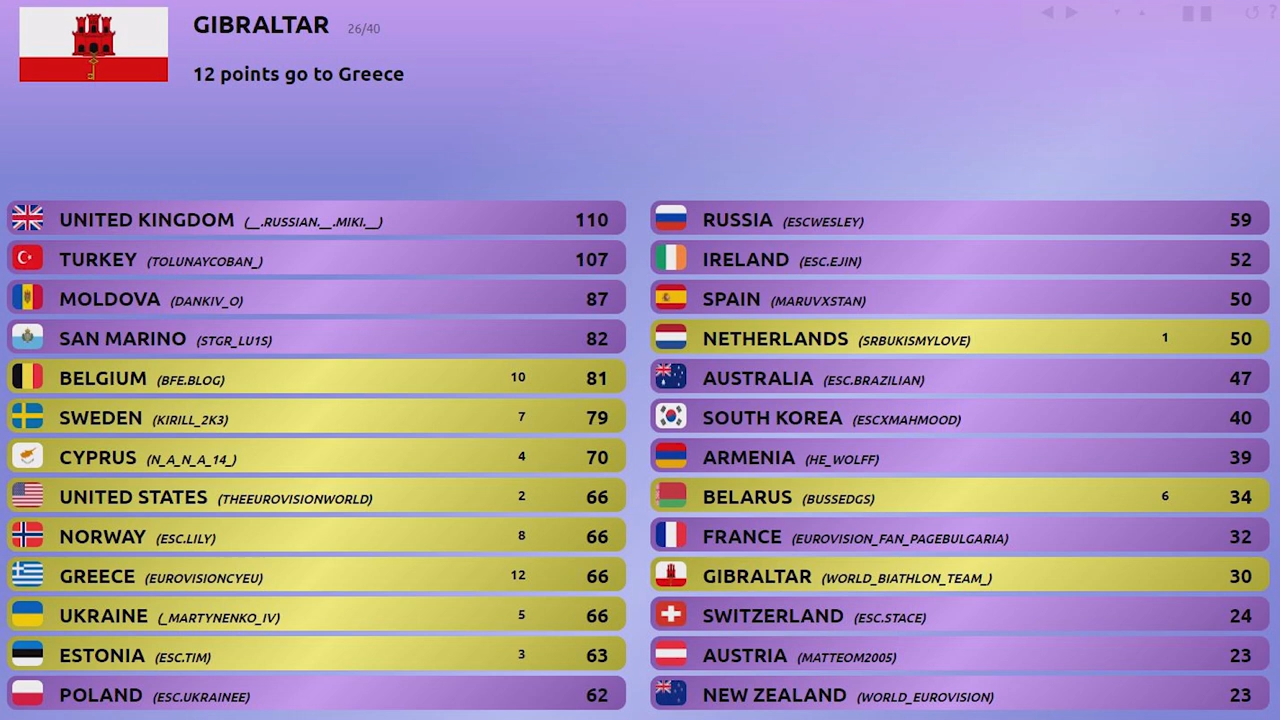 GIBRALTAR 26/40
12 points go to Greece
UNITED KINGDOM (__.RUSSIAN.__.MIKI.__) 110
TURKEY (TOLUNAYCOBAN_) 107
MOLDOVA (DANKIV_O) 87
SAN MARINO (STGR_LU1S) 82
BELGIUM (BFE.BLOG) 10 81
SWEDEN (KIRILL_2K3) 7 79
CYPRUS (N_A_N_A_14_) 4 70
UNITED STATES (THEEUROVISIONWORLD) 2 66
NORWAY (ESC.LILY) 8 66
GREECE (EUROVISIONCYEU) 12 66
UKRAINE (_MARTYNENKO_IV) 5 66
ESTONIA (ESC.TIM) 3 63
POLAND (ESC.UKRAINEE) 62
RUSSIA (ESCWESLEY) 59
IRELAND (ESC.EJIN) 52
SPAIN (MARUVXSTAN) 50
NETHERLANDS (SRBUKISMYLOVE) 1 50
AUSTRALIA (ESC.BRAZILIAN) 47
SOUTH KOREA (ESCXMAHMOOD) 40
ARMENIA (HE_WOLFF) 39
BELARUS (BUSSEDGS) 6 34
FRANCE (EUROVISION_FAN_PAGEBULGARIA) 32
GIBRALTAR (WORLD_BIATHLON_TEAM_) 30
SWITZERLAND (ESC.STACE) 24
AUSTRIA (MATTEOM2005) 23
NEW ZEALAND (WORLD_EUROVISION) 23